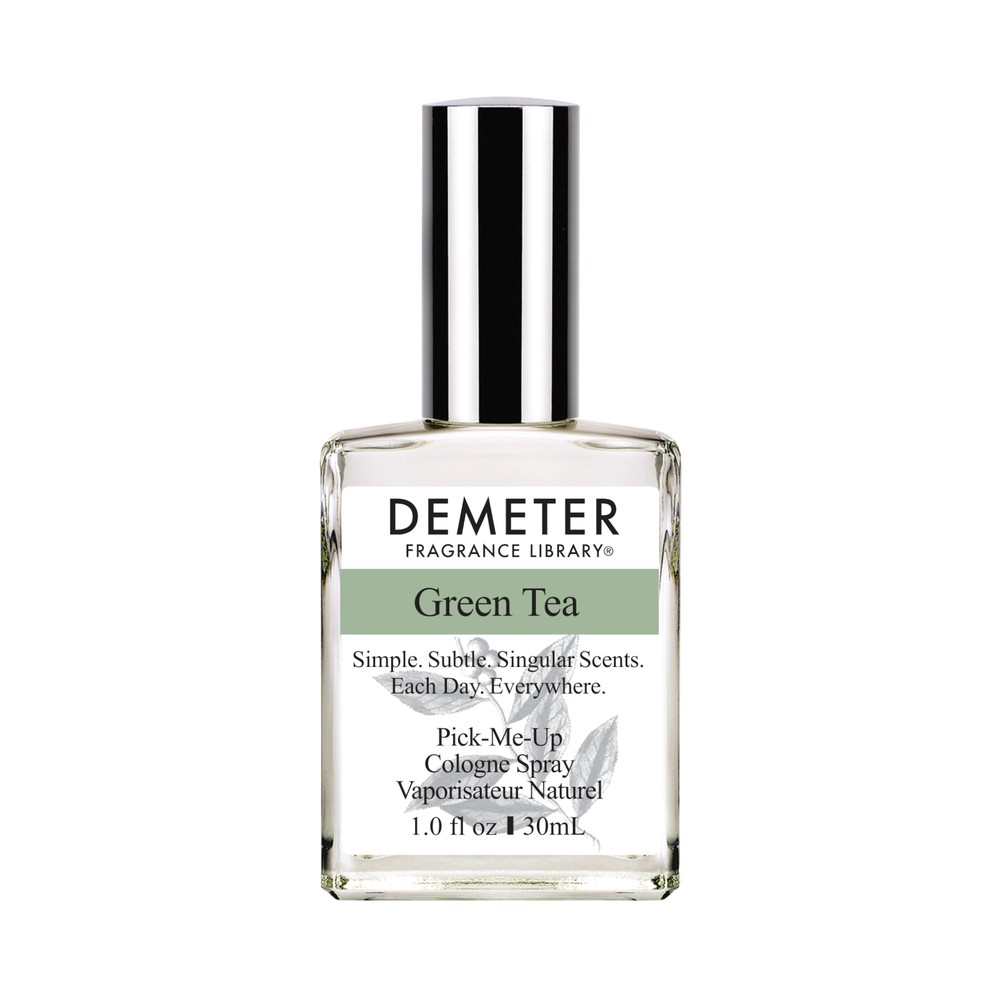 DEMETER
FRAGRANCE LIBRARY®
Green Tea
Simple. Subtle. Singular Scents.
Each Day. Everywhere.
Pick-Me-Up
Cologne Spray
Vaporisateur Naturel
1.0 fl oz ❚ 30mL